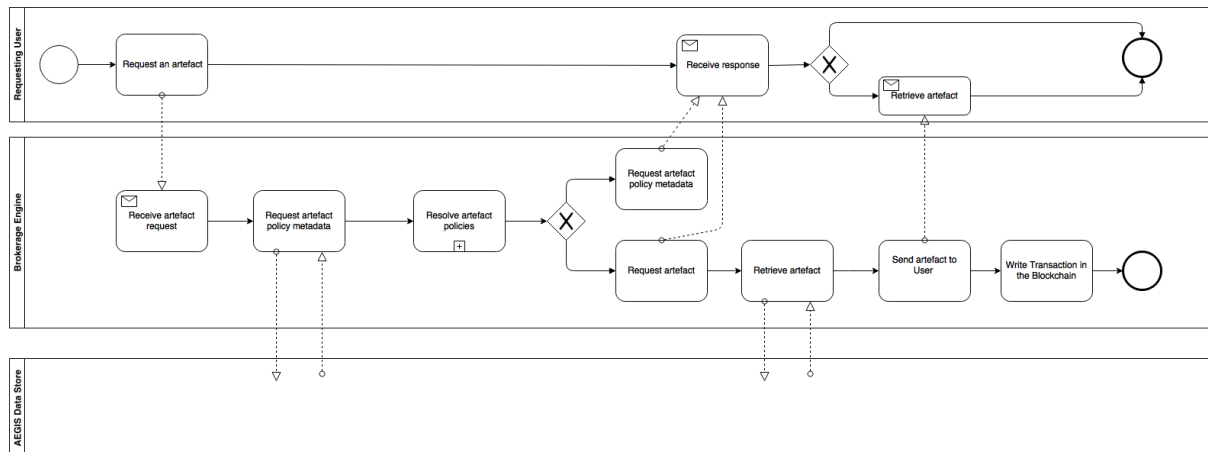 Requesting User
Request an artefact
Receive response
Retrieve artefact
Brokerage Engine
Receive artefact
request
Request artefact
policy metadata
Resolve artefact
policies
Request artefact
policy metadata
Request artefact
Retrieve artefact
Send artefact to
User
Write Transaction in
the Blockchain
AEGIS Data Store